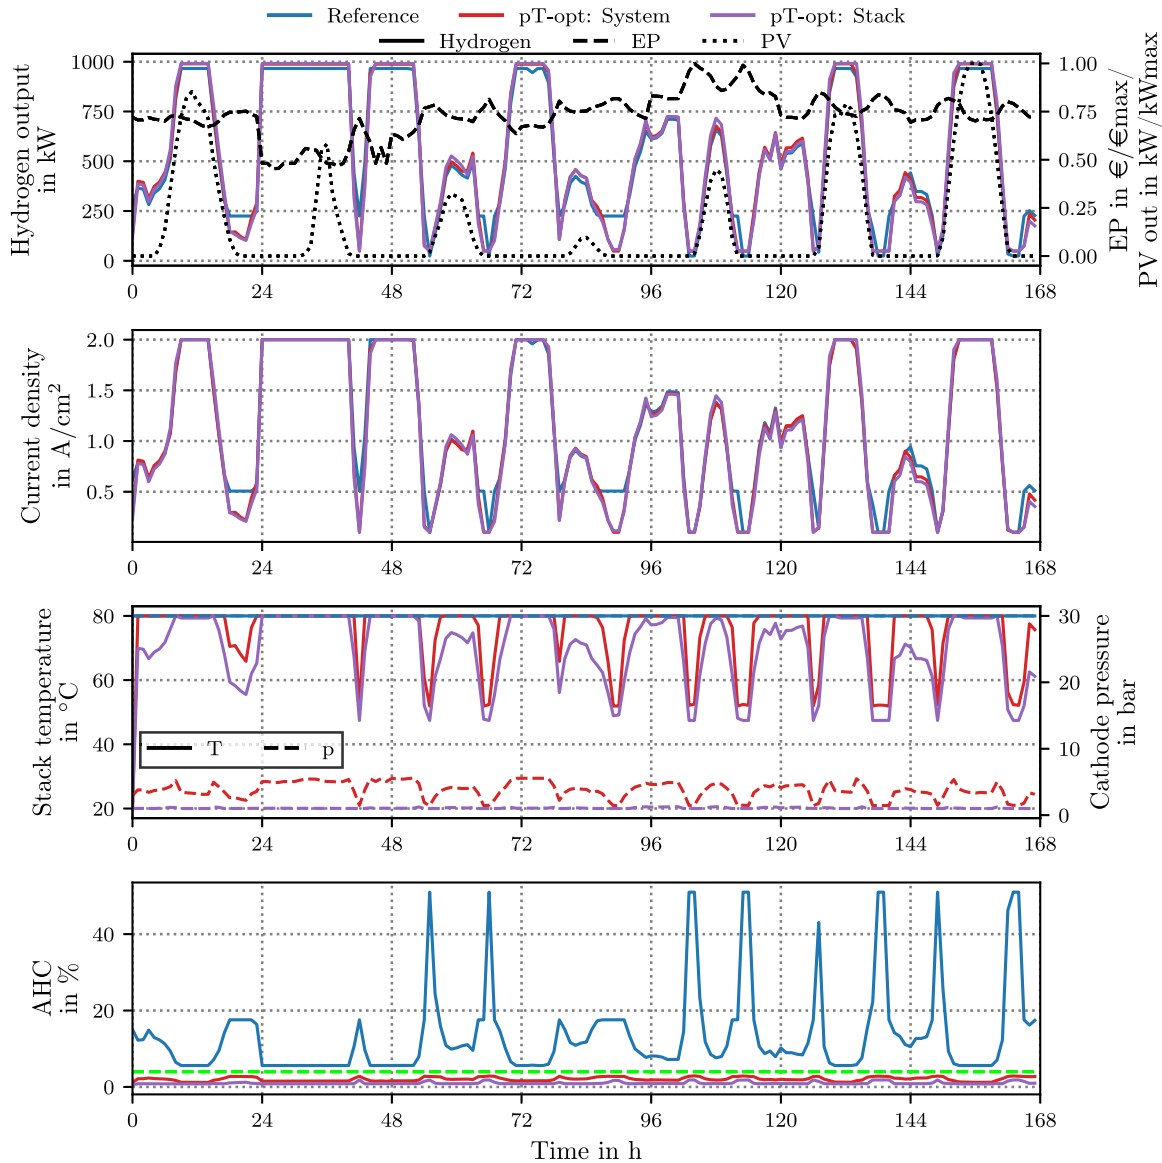 Reference pT-opt: System pT-opt: Stack
Hydrogen EP PV
Hydrogen output
in kW
1000
750
500
250
0
1.00
0.75
0.50
0.25
0.00
EP in €/€max/
PV out in kW/kWmax
0 24 48 72 96 120 144 168
Current density
in A/cm²
2.0
1.5
1.0
0.5
0 24 48 72 96 120 144 168
Stack temperature
in °C
80
60
40
20
T p
30
20
10
0
Cathode pressure
in bar
0 24 48 72 96 120 144 168
AHC
in %
40
20
0
0 24 48 72 96 120 144 168
Time in h